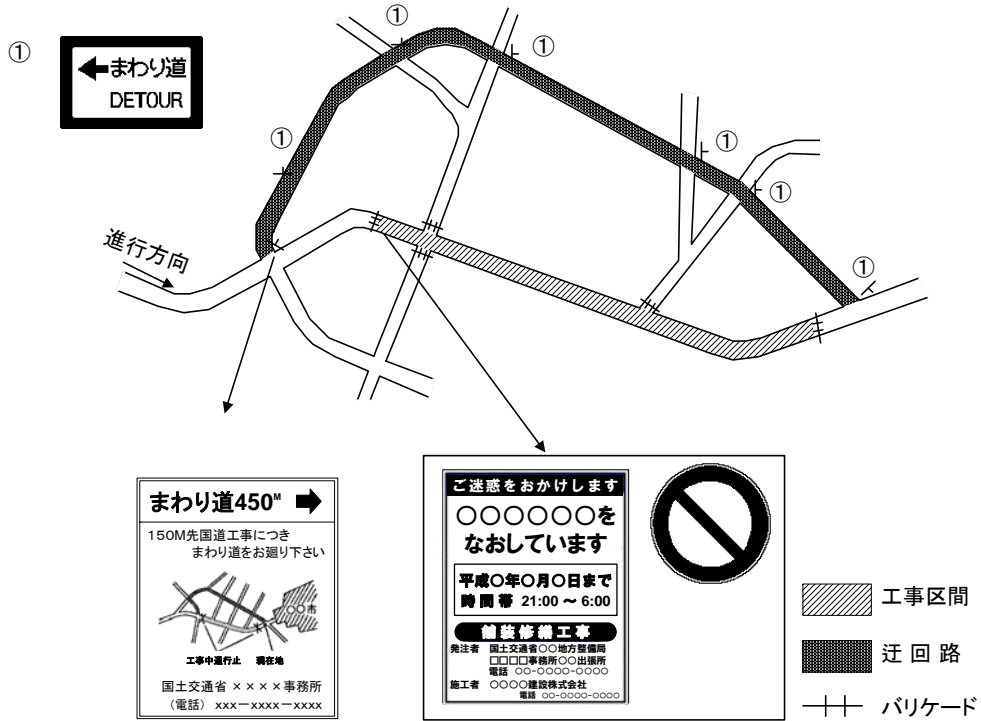 ①
まわり道
DETOUR
①
①
①
①
①
①
進行方向
まわり道450M
150M先国道工事につき
まわり道をお廻り下さい
○○市
工事中通行止 現在地
国土交通省 ××××事務所
(電話) xxx-xxxx-xxxx
ご迷惑をおかけします
○○○○○○を
なおしています
平成○年○月○日まで
時間帯 21:00 ~ 6:00
舗装修繕工事
発注者 国土交通省○○地方整備局
□□□□事務所○○出張所
電話 ○○-○○○○-○○○○
施工者 ○○○○建設株式会社
電話 ○○-○○○○-○○○○
工事区間
迂回路
バリケード